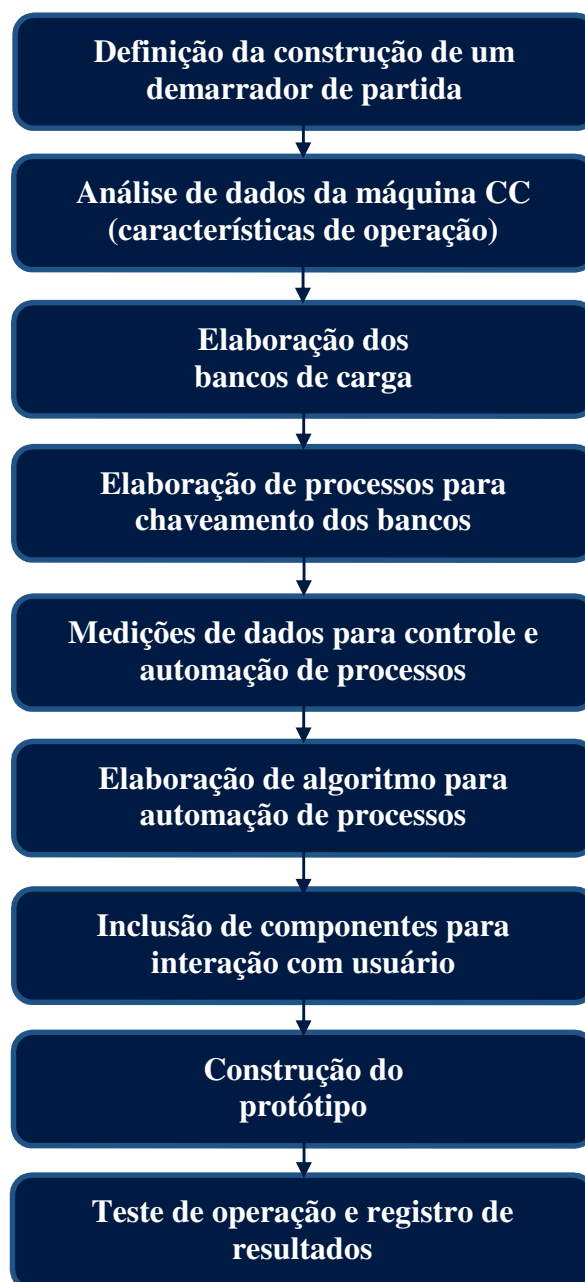 Definição da construção de um
demarrador de partida
Análise de dados da máquina CC
(características de operação)
Elaboração dos
bancos de carga
Elaboração de processos para
chaveamento dos bancos
Medições de dados para controle e
automação de processos
Elaboração de algoritmo para
automação de processos
Inclusão de componentes para
interação com usuário
Construção do
protótipo
Teste de operação e registro de
resultados